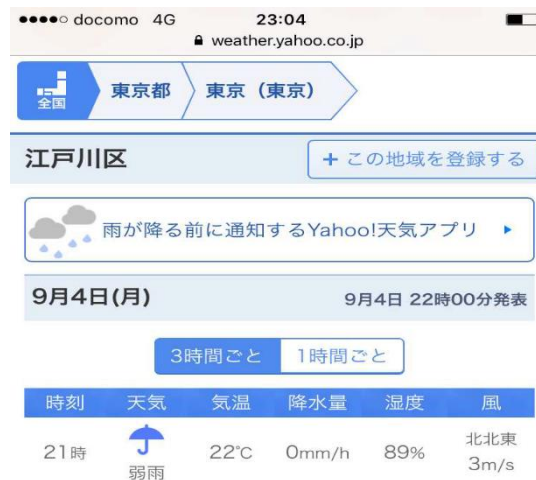 docomo 4G 23:04
weather.yahoo.co.jp
全国 東京都 東京（東京）
江戸川区 + この地域を登録する
雨が降る前に通知するYahoo!天気アプリ
9月4日(月) 9月4日 22時00分発表
3時間ごと 1時間ごと
時刻 天気 気温 降水量 湿度 風
21時 弱雨 22℃ 0mm/h 89% 北北東
3m/s